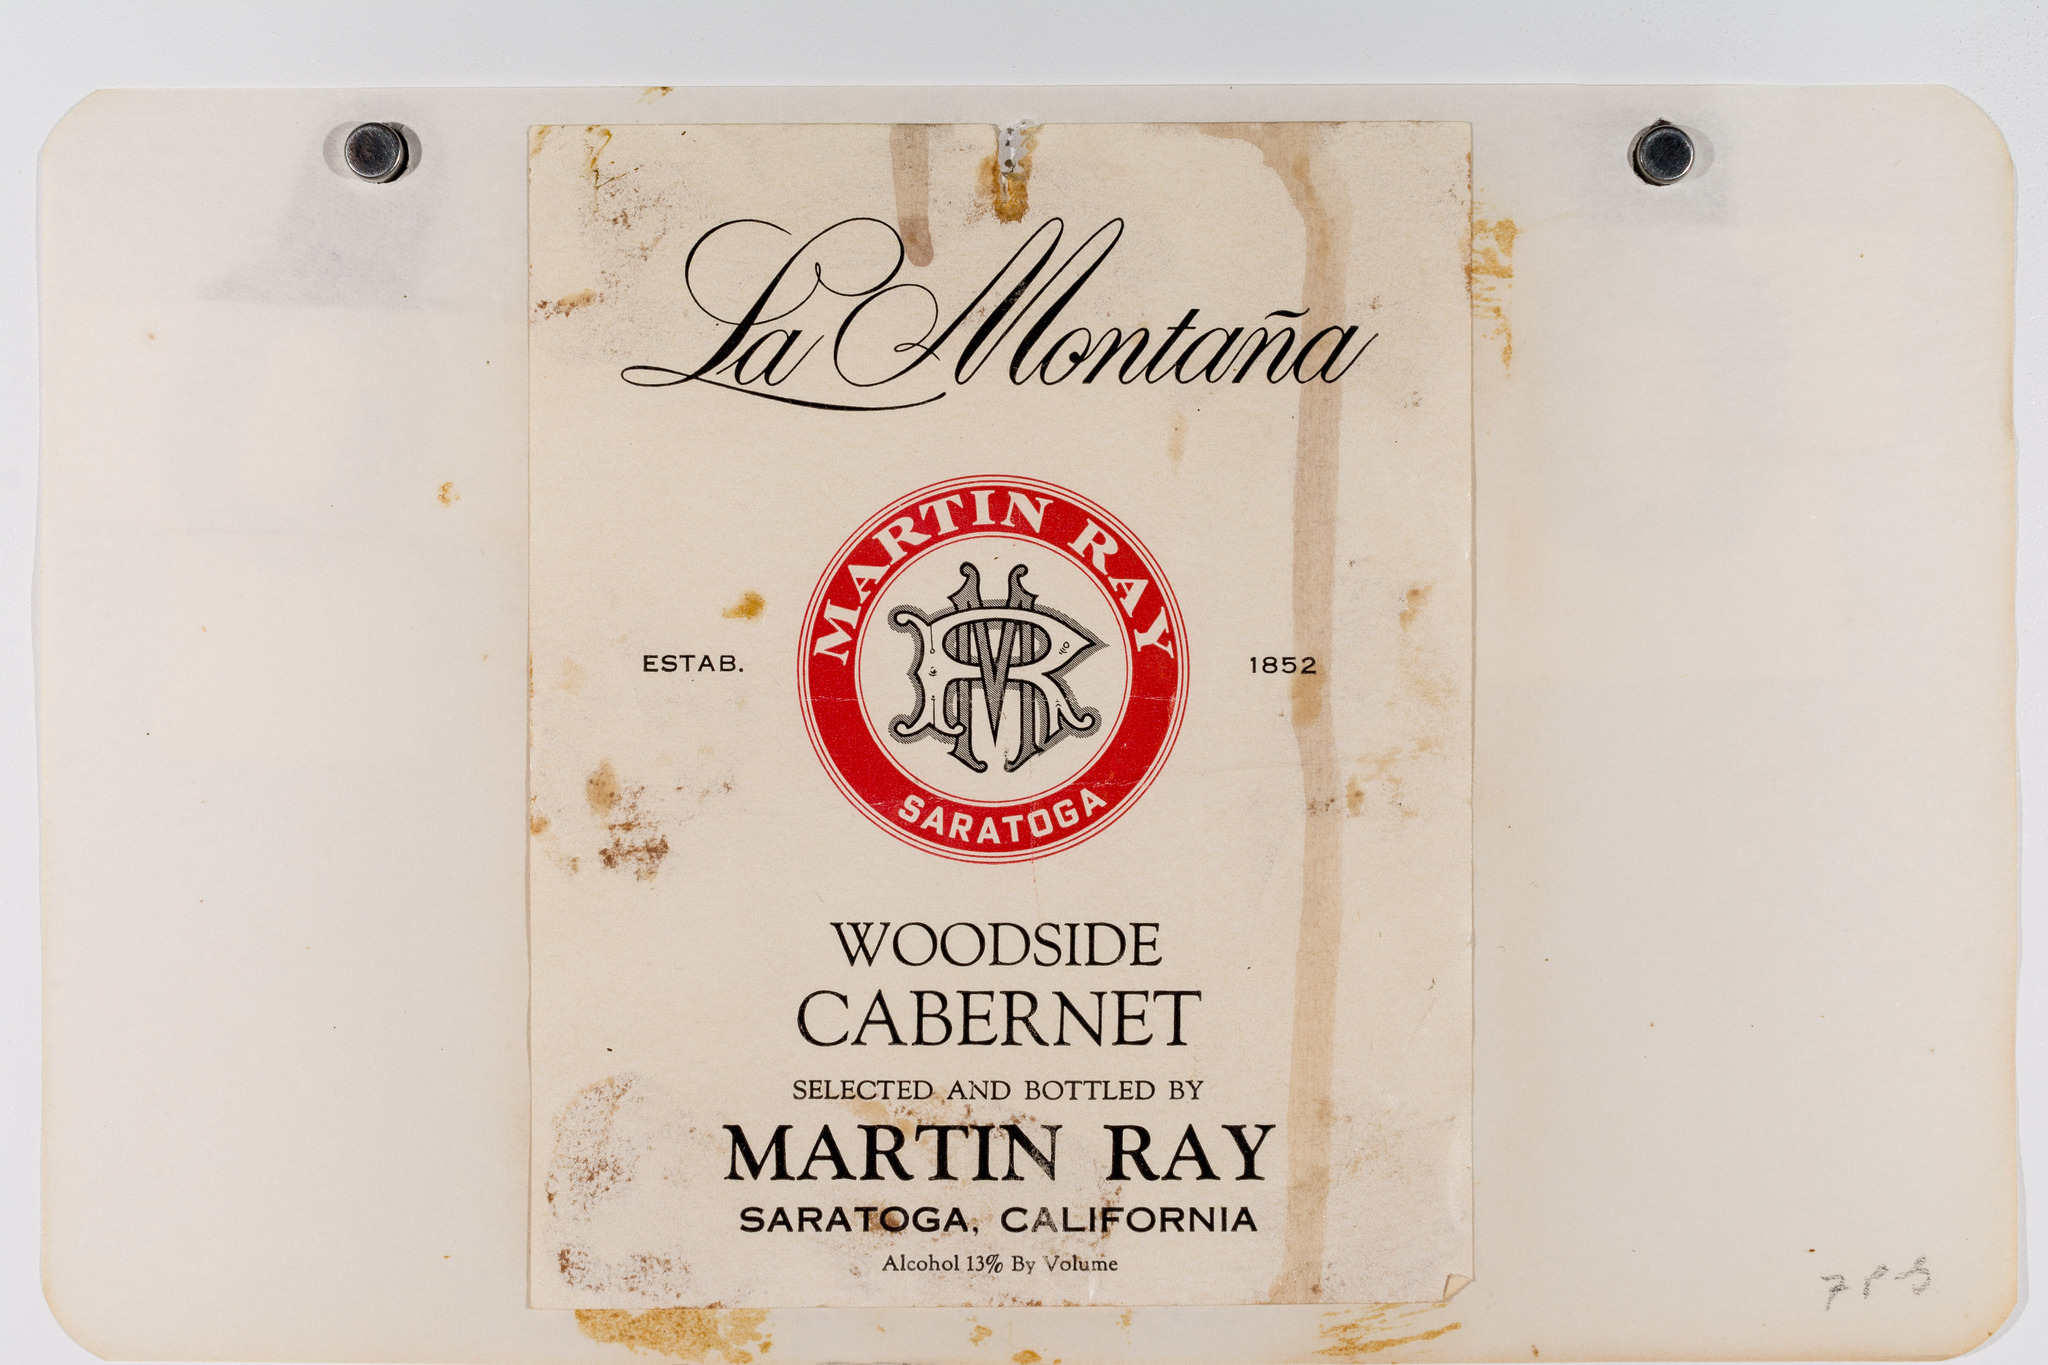 La Montaña
MARTIN RAY
MR
ESTAB. 1852
SARATOGA
WOODSIDE
CABERNET
SELECTED AND BOTTLED BY
MARTIN RAY
SARATOGA, CALIFORNIA
Alcohol 13% By Volume